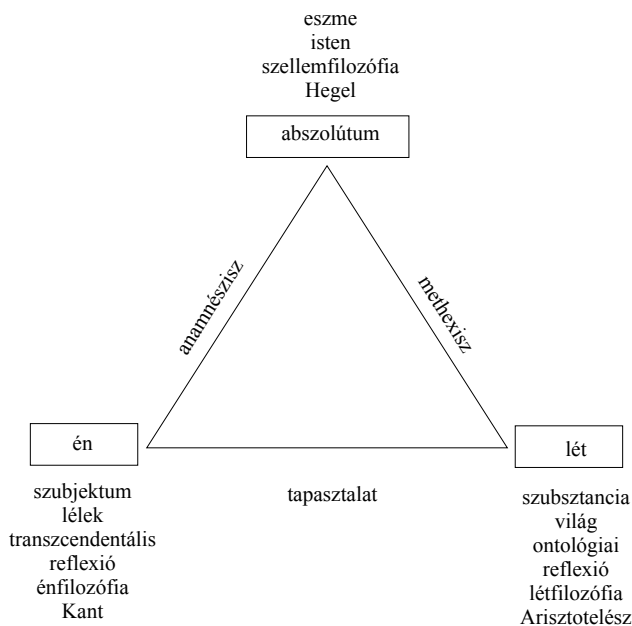 eszme
isten
szellemfilozófia
Hegel
abszolútum
anamnészisz
methexisz
én
lét
tapasztalat
szubjektum
lélek
transzcendentális
reflexió
énfilozófia
Kant
szubsztancia
világ
ontológiai
reflexió
létfilozófia
Arisztotelész